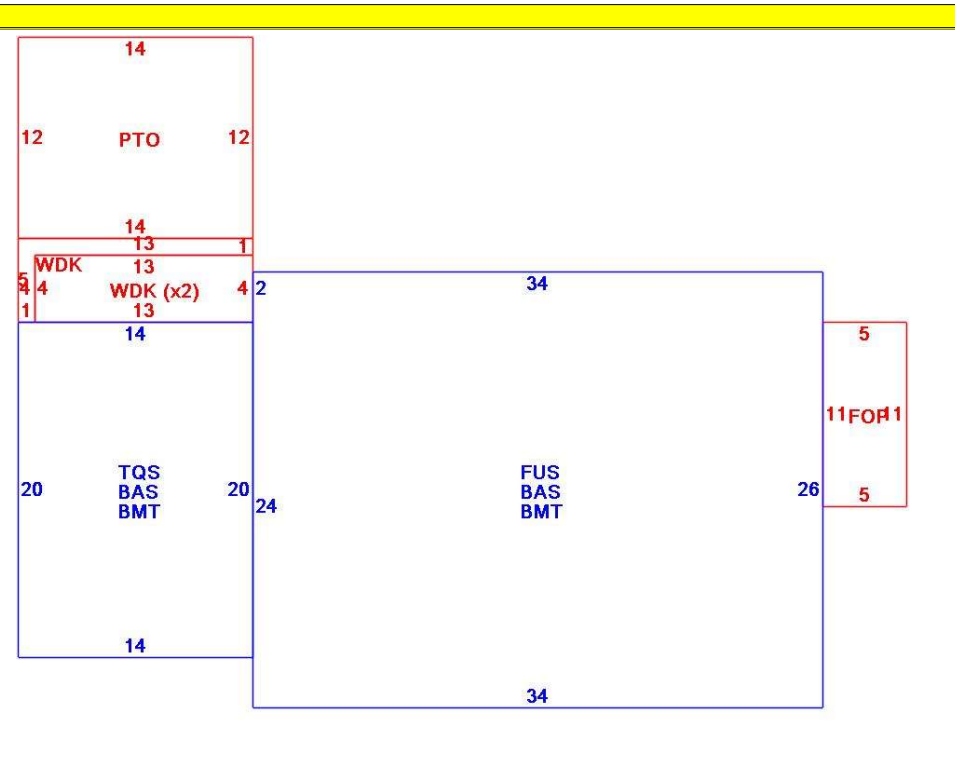 14
12 PTO 12
14
13 1
WDK 13
5
4 4 WDK (x2) 4 2 34
1 13
14 5
11 FOP 11
TQS FUS
20 BAS 20 BAS 26 5
BMT 24 BMT
14
34